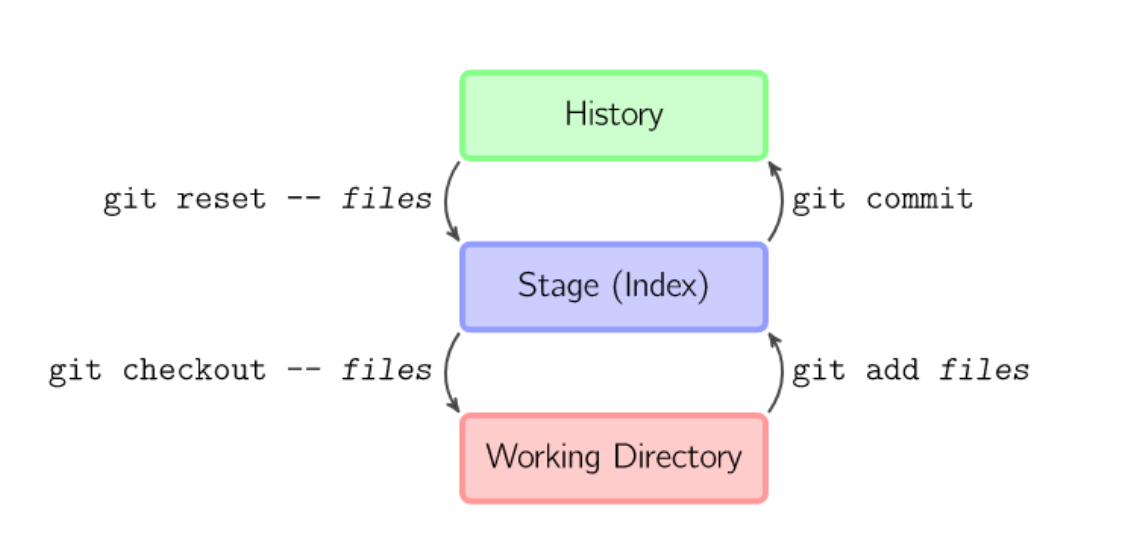 History
git reset -- files
git commit
Stage (Index)
git checkout -- files
git add files
Working Directory